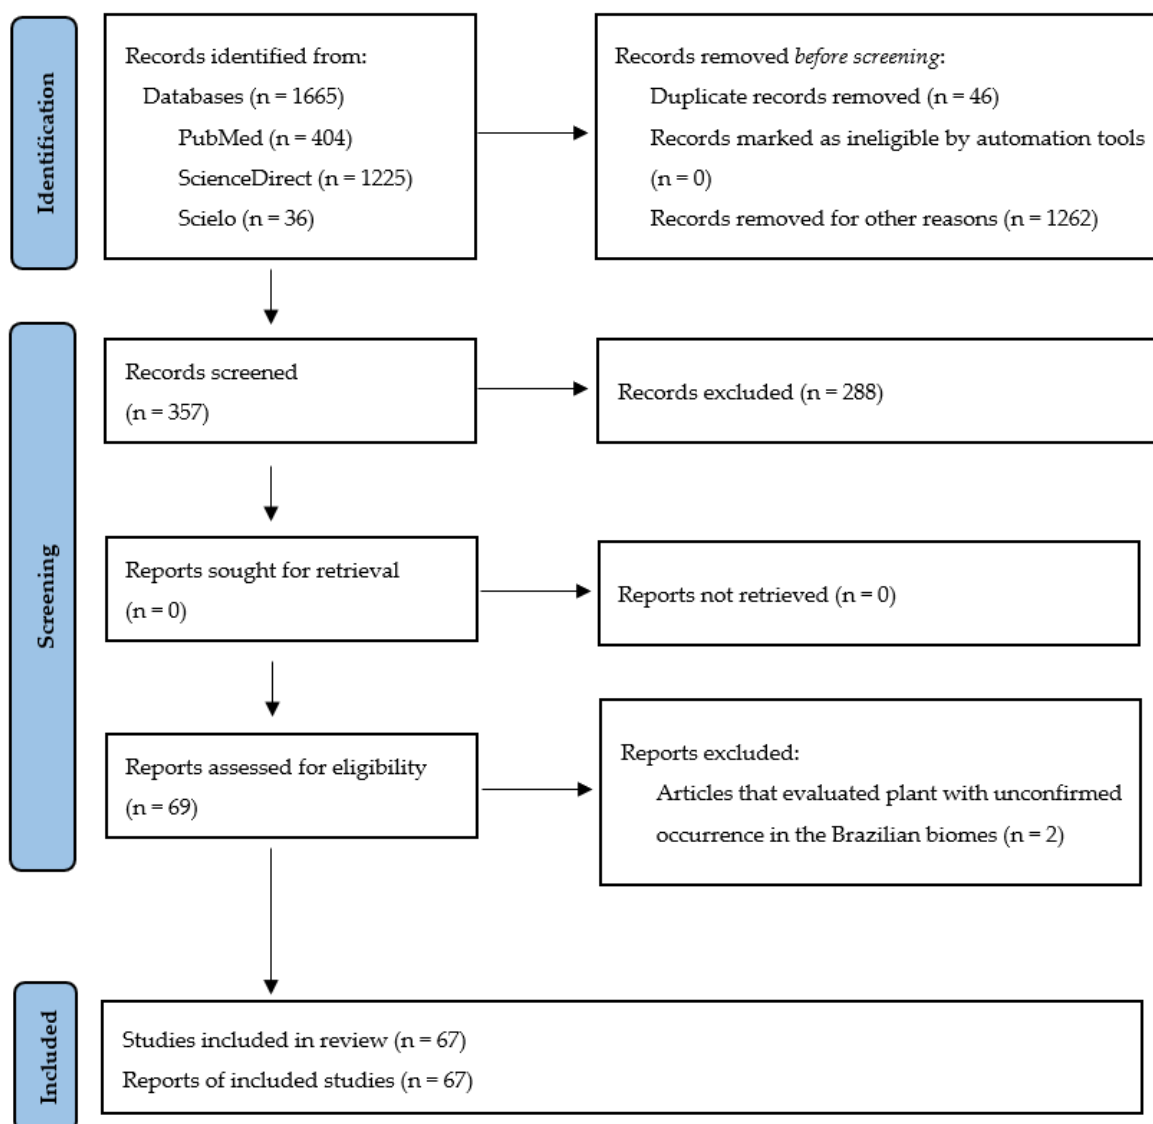 Identification
Records identified from:
Databases (n = 1665)
PubMed (n = 404)
ScienceDirect (n = 1225)
Scielo (n = 36)
Records removed before screening:
Duplicate records removed (n = 46)
Records marked as ineligible by automation tools
(n = 0)
Records removed for other reasons (n = 1262)
Screening
Records screened
(n = 357)
Records excluded (n = 288)
Reports sought for retrieval
(n = 0)
Reports not retrieved (n = 0)
Reports assessed for eligibility
(n = 69)
Reports excluded:
Articles that evaluated plant with unconfirmed
occurrence in the Brazilian biomes (n = 2)
Included
Studies included in review (n = 67)
Reports of included studies (n = 67)